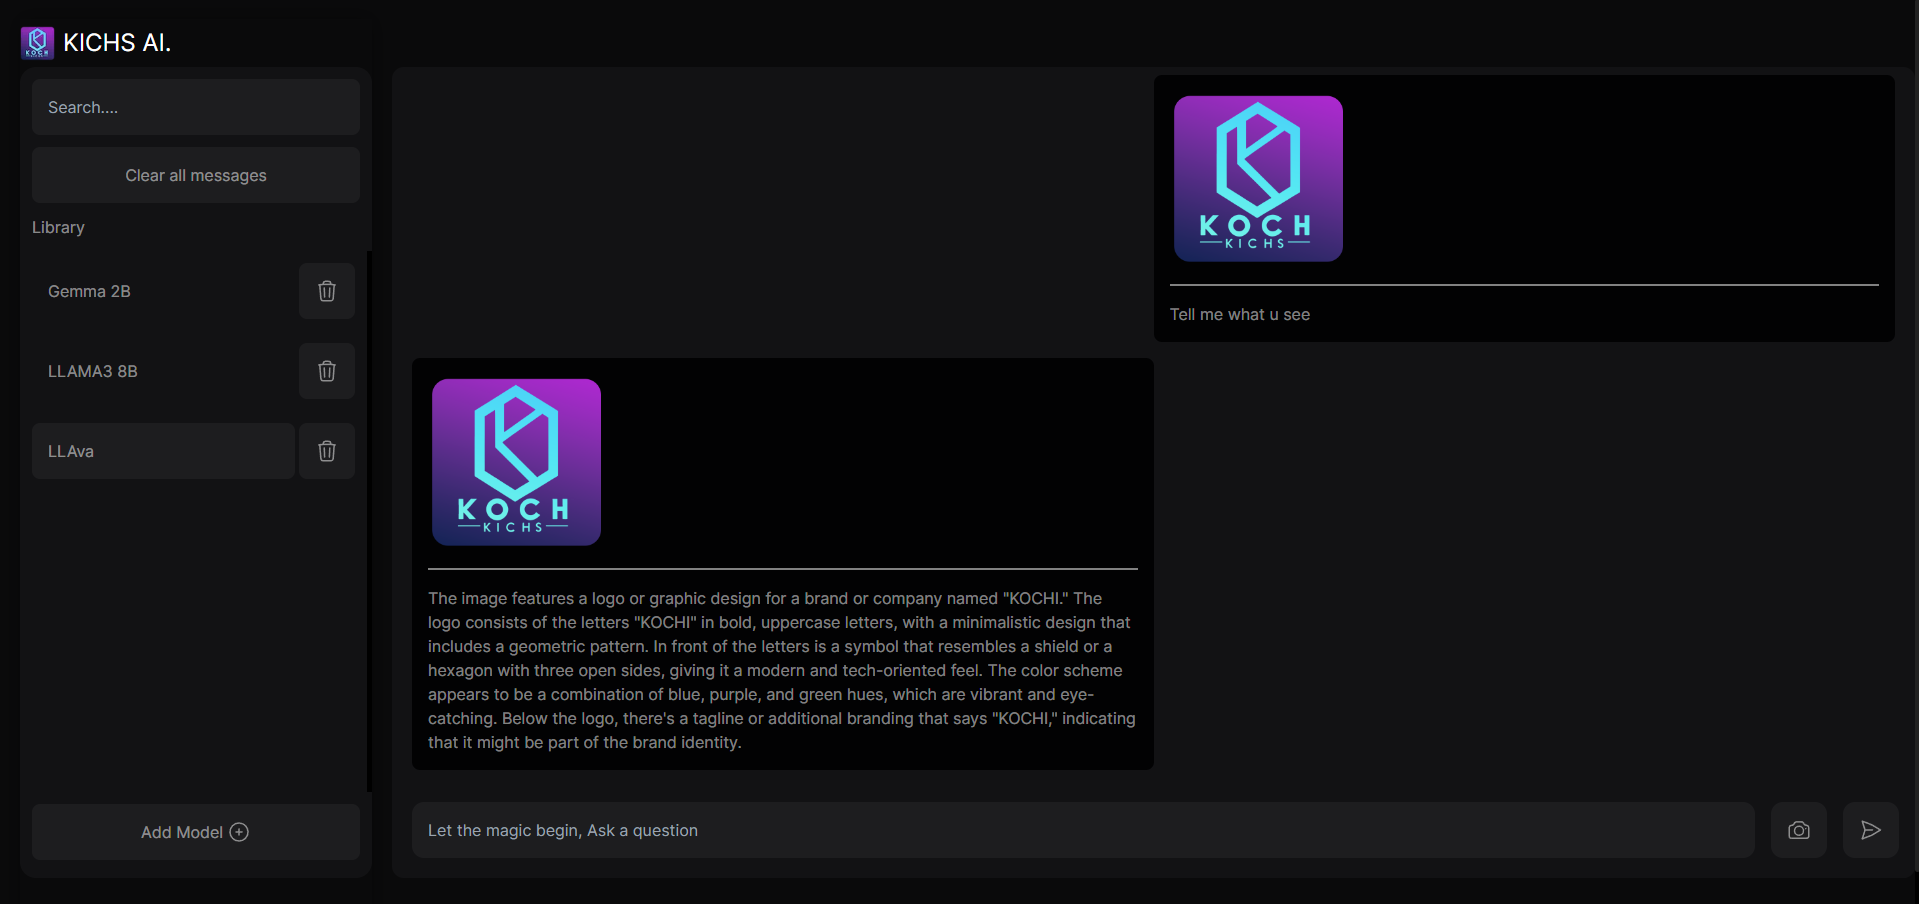 KOCH
KICHS AI.
Search....
Clear all messages
Library
Gemma 2B
LLAMA3 8B
LLAva
Add Model
KOCH
KICHS
Tell me what u see
KOCH
KICHS
The image features a logo or graphic design for a brand or company named "KOCHI." The
logo consists of the letters "KOCHI" in bold, uppercase letters, with a minimalistic design that
includes a geometric pattern. In front of the letters is a symbol that resembles a shield or a
hexagon with three open sides, giving it a modern and tech-oriented feel. The color scheme
appears to be a combination of blue, purple, and green hues, which are vibrant and eye-
catching. Below the logo, there's a tagline or additional branding that says "KOCHI," indicating
that it might be part of the brand identity.
Let the magic begin, Ask a question